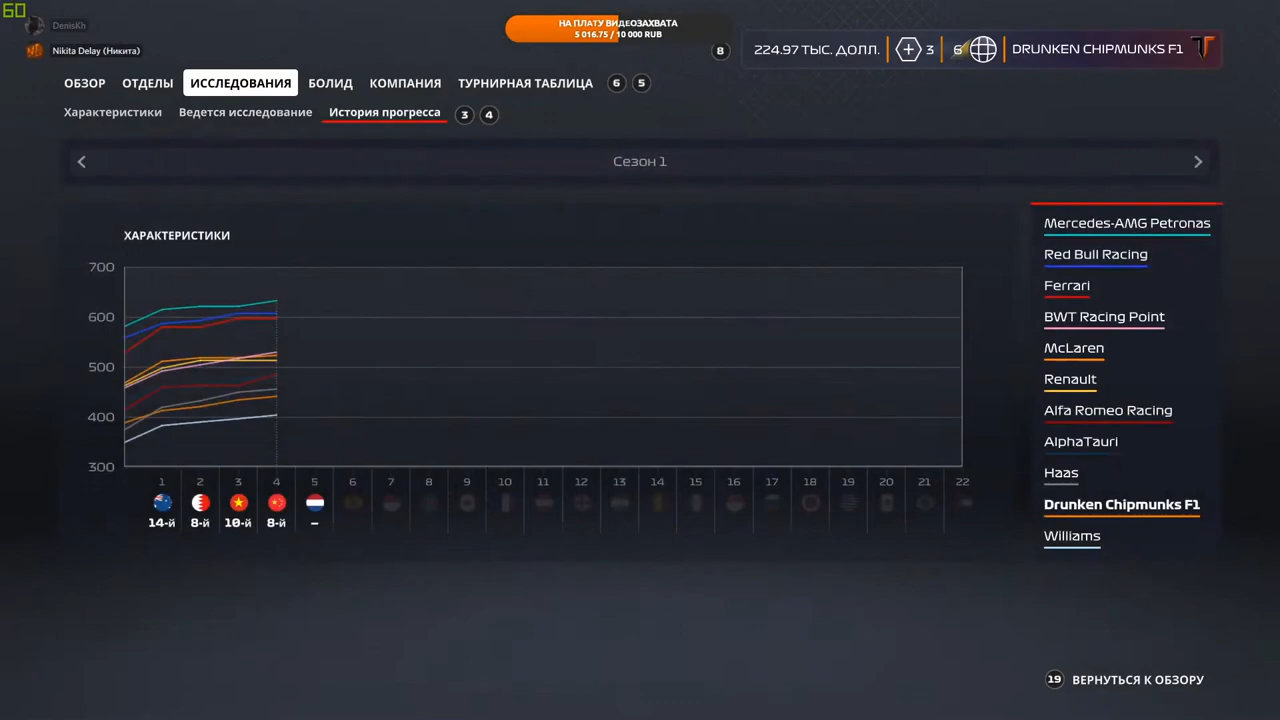 60
DenisKh
НА ПЛАТУ ВИДЕОЗАХВАТА
5 016.75 / 10 000 RUB
Nikita Delay (Никита)
8
224.97 ТЫС. ДОЛЛ.
3
6
DRUNKEN CHIPMUNKS F1
ОБЗОР ОТДЕЛЫ ИССЛЕДОВАНИЯ БОЛИД КОМПАНИЯ ТУРНИРНАЯ ТАБЛИЦА 6 5
Характеристики Ведется исследование История прогресса 3 4
Сезон 1
ХАРАКТЕРИСТИКИ
700
600
500
400
300
1 2 3 4 5 6 7 8 9 10 11 12 13 14 15 16 17 18 19 20 21 22
14-й 8-й 10-й 8-й –
Mercedes-AMG Petronas
Red Bull Racing
Ferrari
BWT Racing Point
McLaren
Renault
Alfa Romeo Racing
AlphaTauri
Haas
Drunken Chipmunks F1
Williams
19 ВЕРНУТЬСЯ К ОБЗОРУ